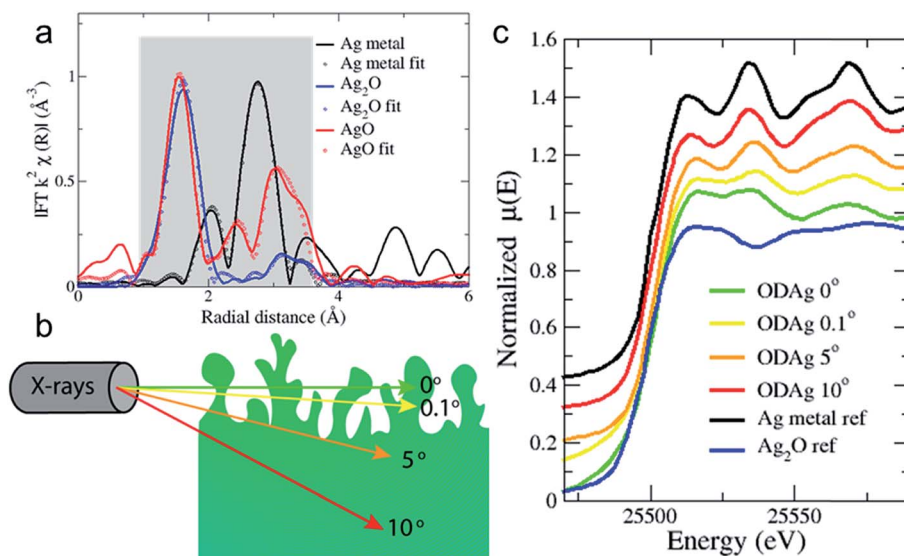 a
|FT k² χ (R)| (Å⁻³)
1
0.5
0
0
2
4
6
Radial distance (Å)
Ag metal
Ag metal fit
Ag₂O
Ag₂O fit
AgO
AgO fit
b
X-rays
0°
0.1°
5°
10°
c
Normalized μ(E)
1.6
1.4
1.2
1
0.8
0.6
0.4
0.2
0
25500
25550
Energy (eV)
ODAg 0°
ODAg 0.1°
ODAg 5°
ODAg 10°
Ag metal ref
Ag₂O ref